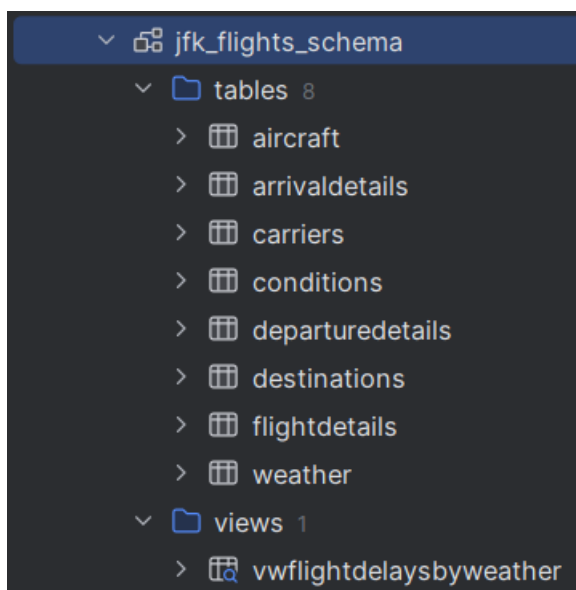 jfk_flights_schema
tables 8
aircraft
arrivaldetails
carriers
conditions
departuredetails
destinations
flightdetails
weather
views 1
vwflightdelaysbyweather